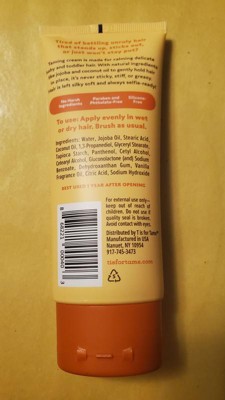 Tired of battling unruly hair
that stands up, sticks out,
or just won't stay put?
Taming cream is made for calming delicate
baby and toddler hair. With natural ingredients
like jojoba and coconut oil to gently hold hair
in place, it's never sticky, stiff, or greasy.
Hair is left silky soft and always selfie ready!
No Harsh
Ingredients
Paraben and
Phthalate-Free
Silicone
Free
To use: Apply evenly in wet
or dry hair. Brush as usual.
Ingredients: Water, Jojoba Oil, Stearic Acid,
Coconut Oil, 1,3 Propanediol, Glyceryl Stearate,
Tapioca Starch, Panthenol, Cetyl Alcohol,
Cetearyl Alcohol, Gluconolactone (and) Sodium
Benzoate, Dehydroxanthan Gum, Vanilla
Fragrance Oil, Citric Acid, Sodium Hydroxide
BEST USED 1 YEAR AFTER OPENING.
For external use only—
keep out of reach of
children. Do not use if
quality seal is broken.
Avoid contact with eyes.
Distributed by T is for Tame
Manufactured in USA
Nanuet, NY 10954
917-745-3473
tisfortame.com